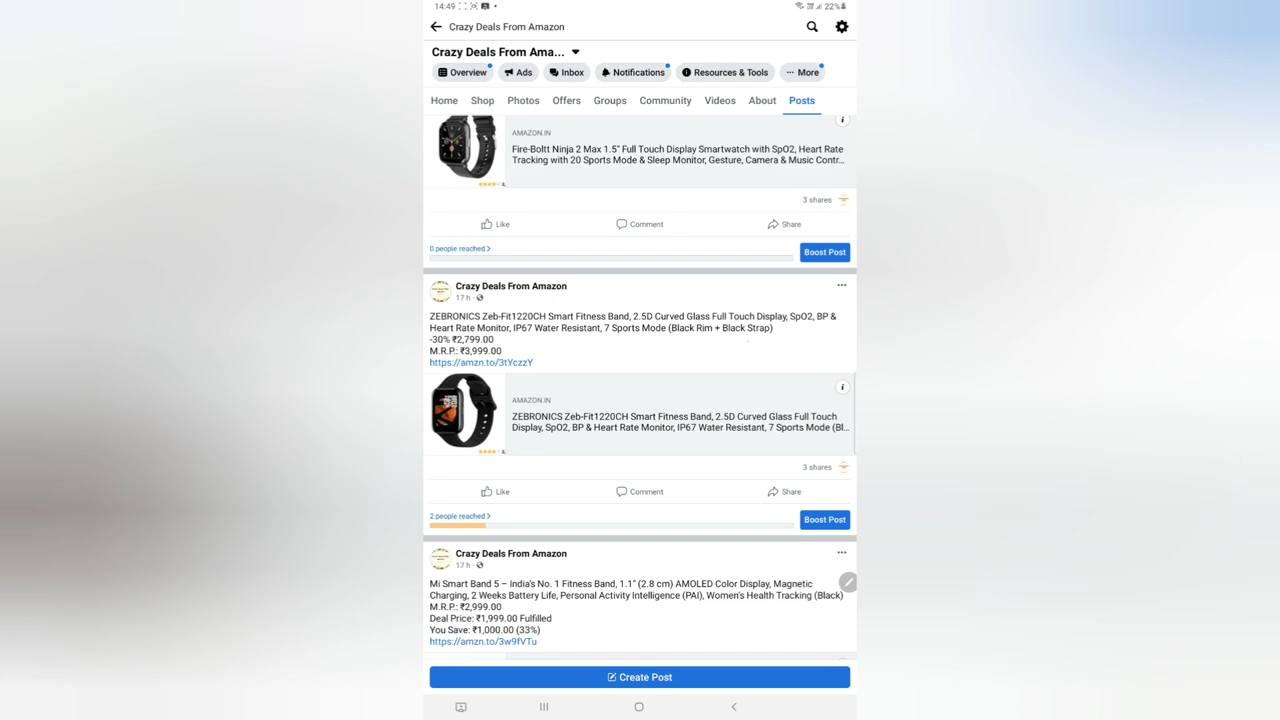 14:49
22%
Crazy Deals From Amazon
Crazy Deals From Ama...
Overview Ads Inbox Notifications Resources & Tools ... More
Home Shop Photos Offers Groups Community Videos About Posts
AMAZON.IN
Fire-Boltt Ninja 2 Max 1.5" Full Touch Display Smartwatch with SpO2, Heart Rate
Tracking with 20 Sports Mode & Sleep Monitor, Gesture, Camera & Music Contr...
3 shares
Like Comment Share
0 people reached >
Boost Post
Crazy Deals From Amazon
17 h ·
ZEBRONICS Zeb-Fit1220CH Smart Fitness Band, 2.5D Curved Glass Full Touch Display, SpO2, BP &
Heart Rate Monitor, IP67 Water Resistant, 7 Sports Mode (Black Rim + Black Strap)
-30% ₹2,799.00
M.R.P.: ₹3,999.00
https://amzn.to/3tYczzY
AMAZON.IN
ZEBRONICS Zeb-Fit1220CH Smart Fitness Band, 2.5D Curved Glass Full Touch
Display, SpO2, BP & Heart Rate Monitor, IP67 Water Resistant, 7 Sports Mode (Bl...
3 shares
Like Comment Share
2 people reached >
Boost Post
Crazy Deals From Amazon
17 h ·
Mi Smart Band 5 – India's No. 1 Fitness Band, 1.1" (2.8 cm) AMOLED Color Display, Magnetic
Charging, 2 Weeks Battery Life, Personal Activity Intelligence (PAI), Women's Health Tracking (Black)
M.R.P.: ₹2,999.00
Deal Price: ₹1,999.00 Fulfilled
You Save: ₹1,000.00 (33%)
https://amzn.to/3w9fVTu
Create Post